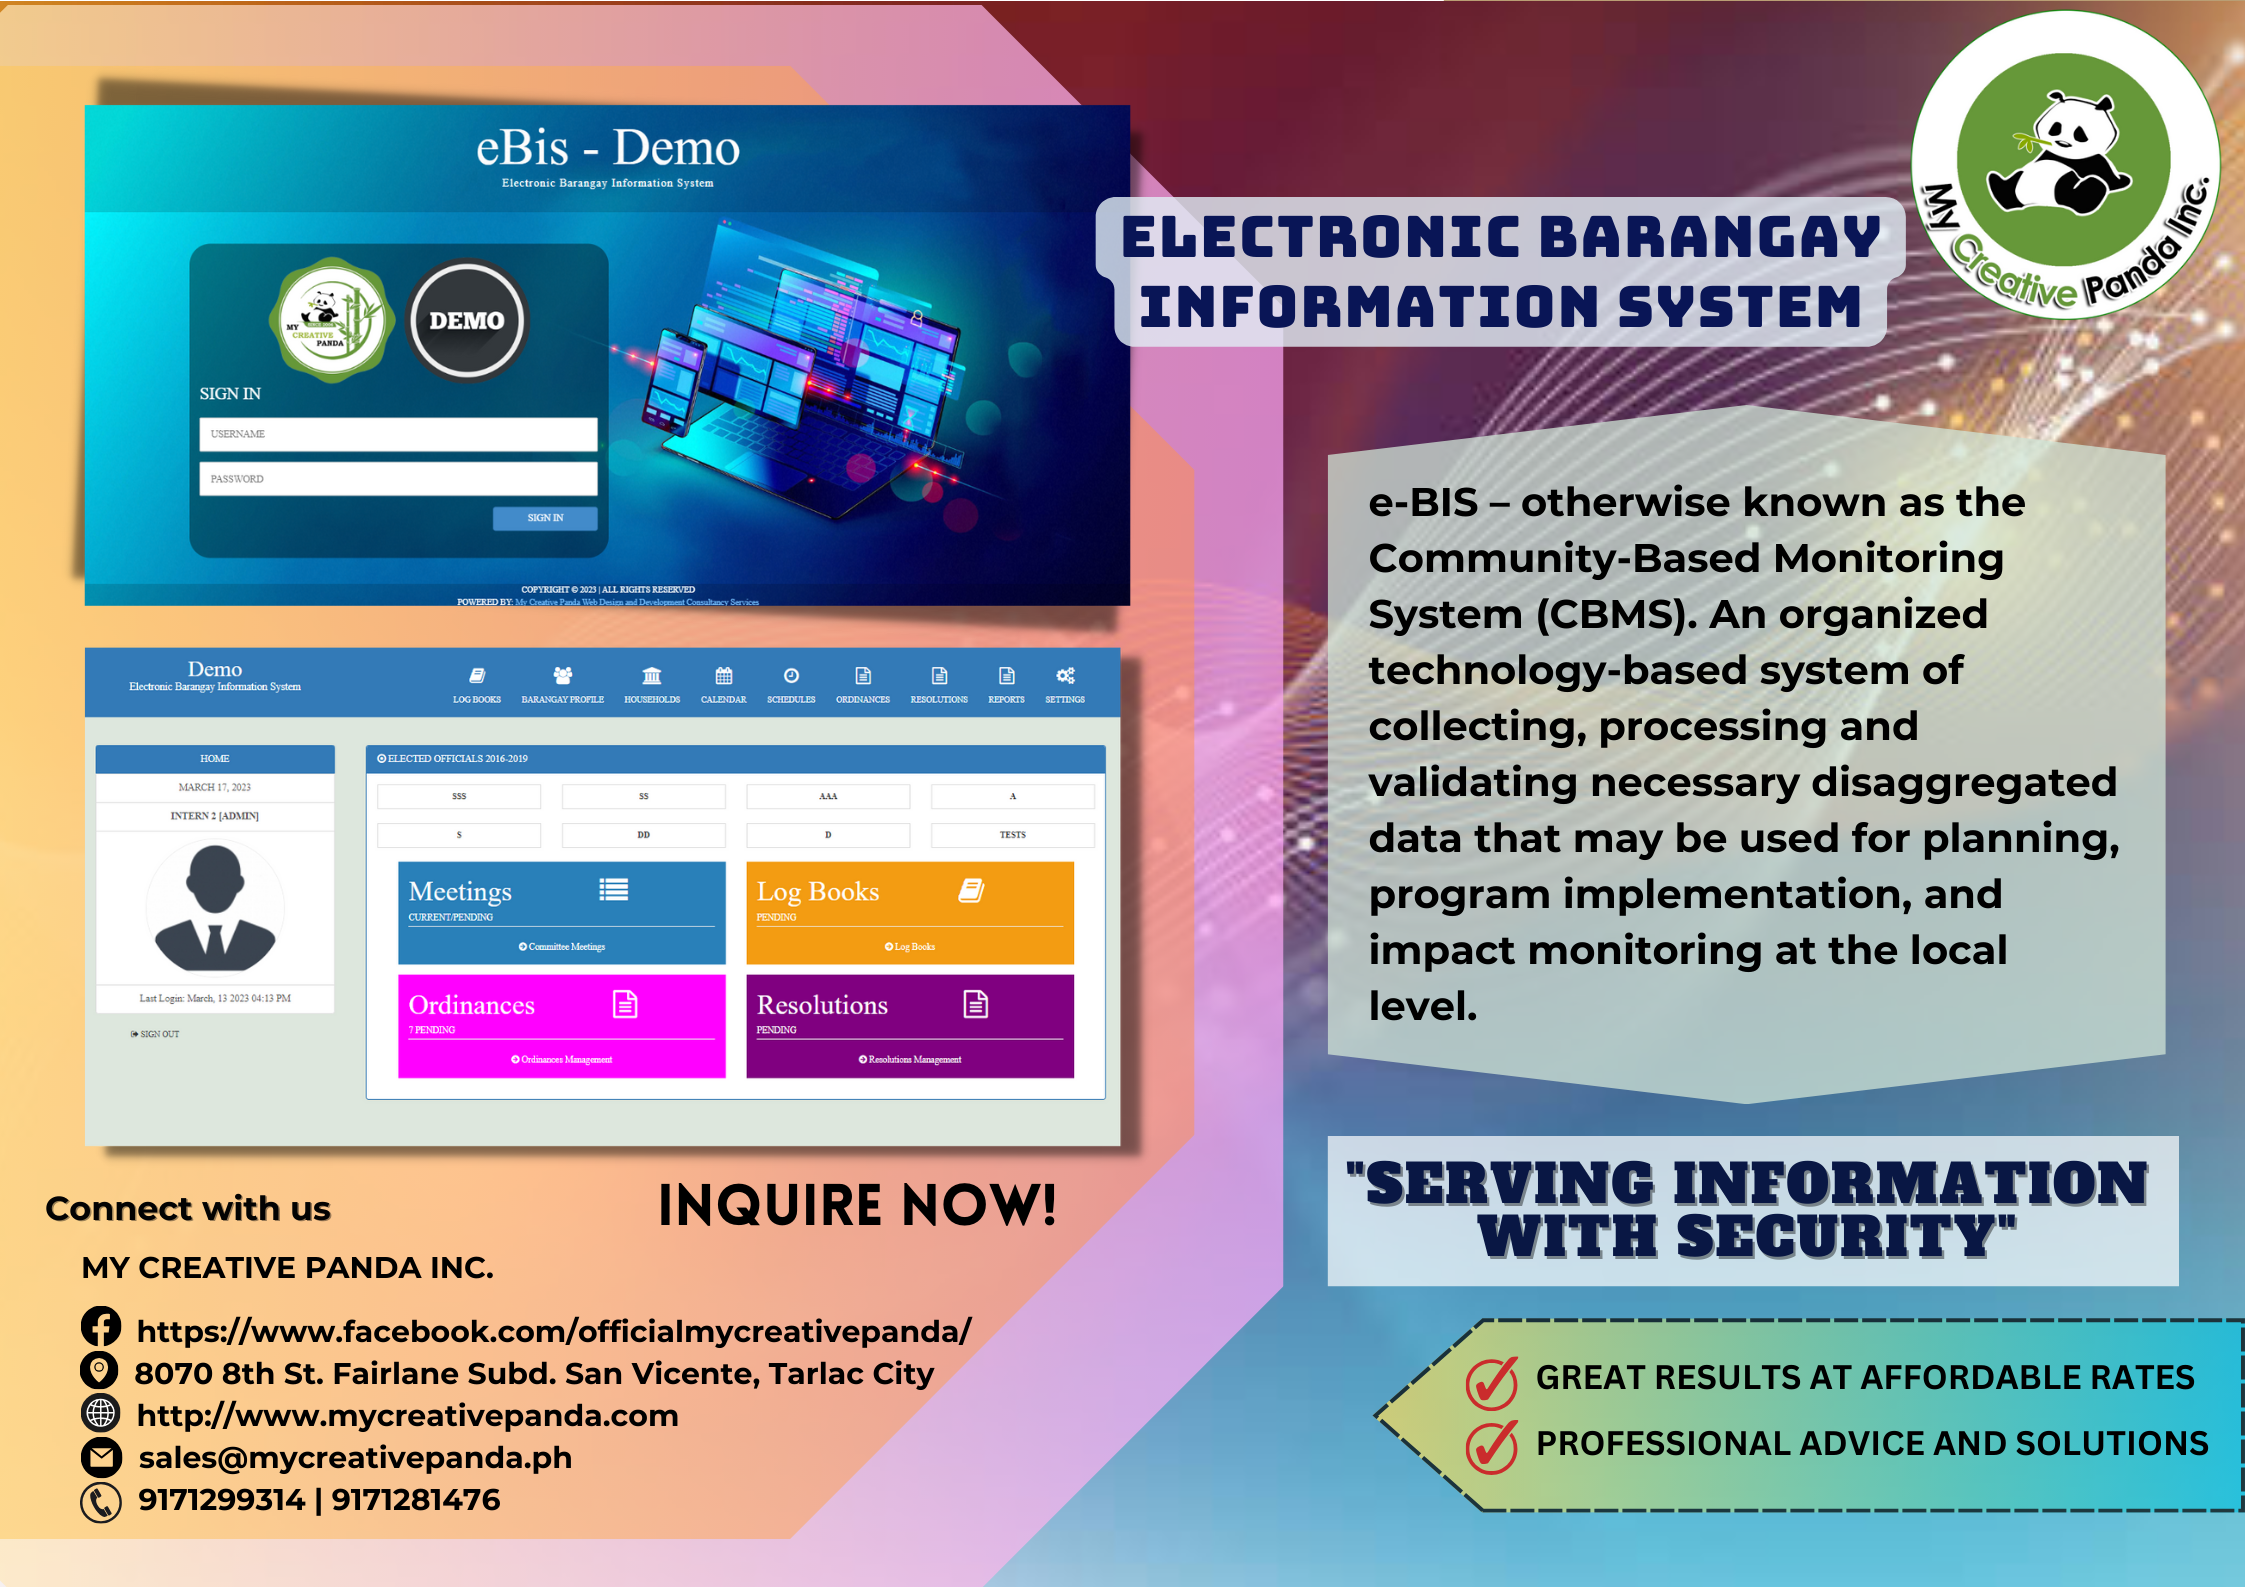 eBis - Demo
Electronic Barangay Information System
MY
SINCE 2006
CREATIVE
PANDA
DEMO
SIGN IN
USERNAME
PASSWORD
SIGN IN
COPYRIGHT © 2023 | ALL RIGHTS RESERVED
POWERED BY: My Creative Panda Web Design and Development Consultancy Services
Demo
Electronic Barangay Information System
LOG BOOKS BARANGAY PROFILE HOUSEHOLDS CALENDAR SCHEDULES ORDINANCES RESOLUTIONS REPORTS SETTINGS
HOME
MARCH 17, 2023
INTERN 2 [ADMIN]
Last Login: March, 13 2023 04:13 PM
SIGN OUT
ELECTED OFFICIALS 2016-2019
SSS SS AAA A
S DD D TESTS
Meetings
CURRENT/PENDING
Committee Meetings
Log Books
PENDING
Log Books
Ordinances
7 PENDING
Ordinances Management
Resolutions
PENDING
Resolutions Management
Connect with us
INQUIRE NOW!
MY CREATIVE PANDA INC.
https://www.facebook.com/officialmycreativepanda/
8070 8th St. Fairlane Subd. San Vicente, Tarlac City
http://www.mycreativepanda.com
sales@mycreativepanda.ph
9171299314 | 9171281476
My Creative Panda Inc.
ELECTRONIC BARANGAY
INFORMATION SYSTEM
e-BIS – otherwise known as the
Community-Based Monitoring
System (CBMS). An organized
technology-based system of
collecting, processing and
validating necessary disaggregated
data that may be used for planning,
program implementation, and
impact monitoring at the local
level.
"SERVING INFORMATION
WITH SECURITY"
GREAT RESULTS AT AFFORDABLE RATES
PROFESSIONAL ADVICE AND SOLUTIONS